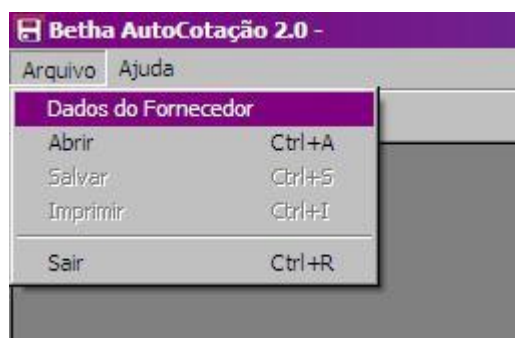 Betha AutoCotação 2.0 -
Arquivo Ajuda
Dados do Fornecedor
Abrir Ctrl+A
Salvar Ctrl+S
Imprimir Ctrl+I
Sair Ctrl+R